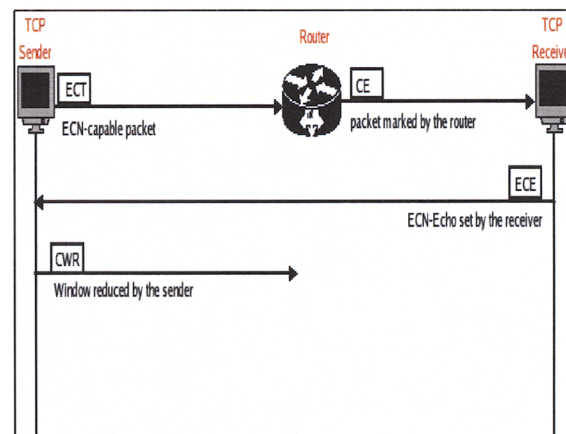 TCP
Sender
Router
TCP
Receive
ECT
CE
ECN-capable packet
packet marked by the router
ECE
ECN-Echo set by the receiver
CWR
Window reduced by the sender